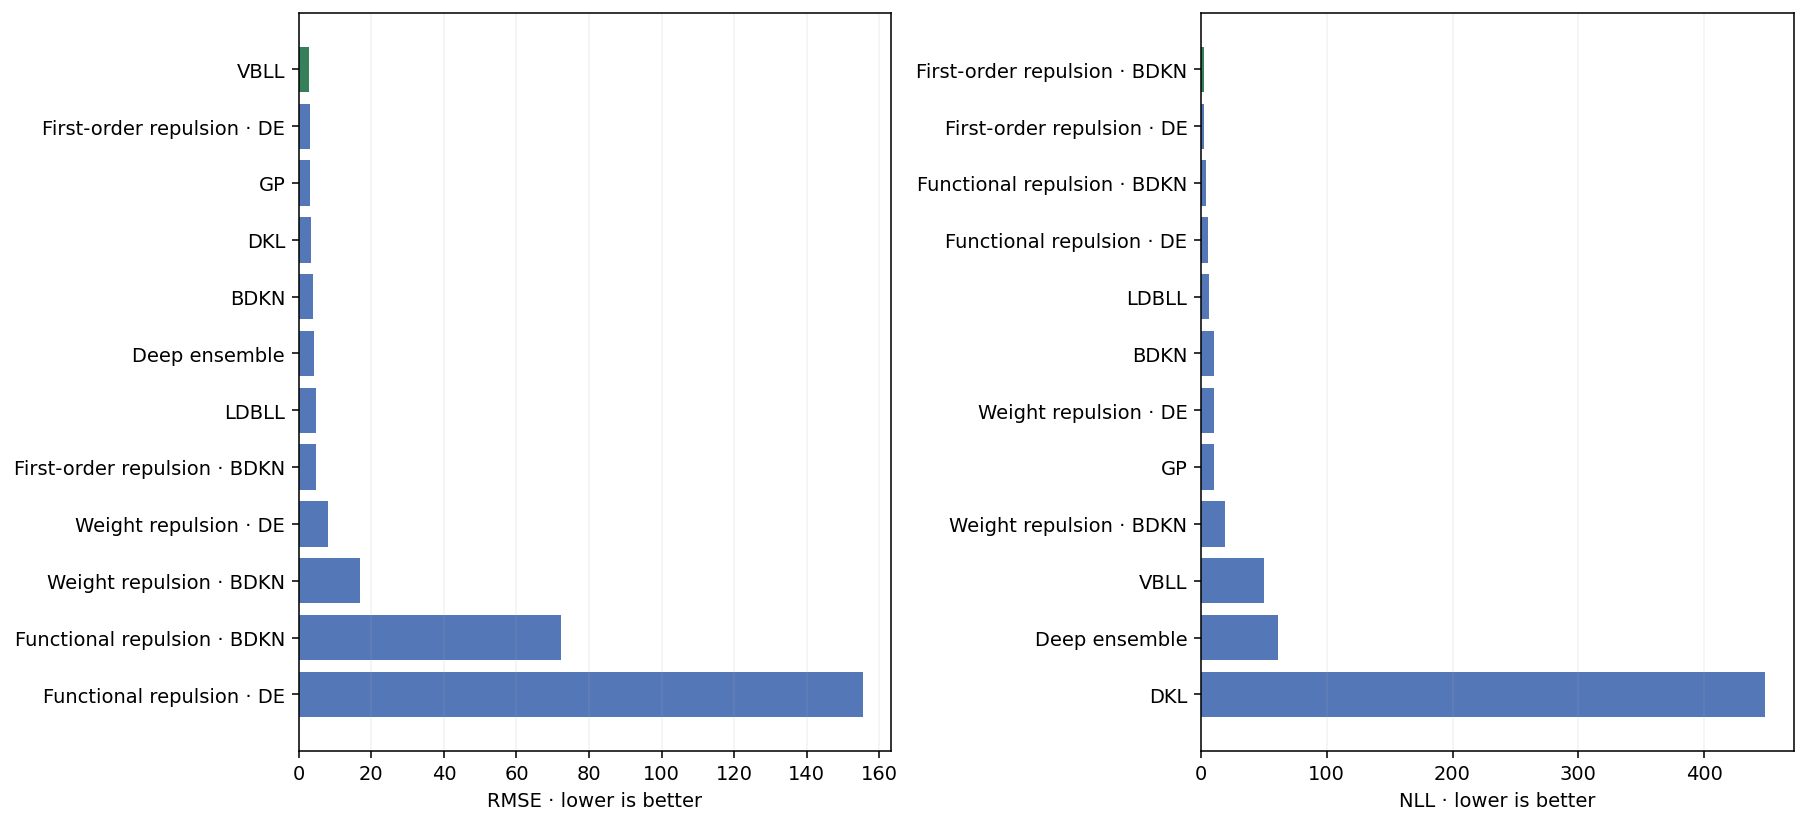 VBLL
First-order repulsion · DE
GP
DKL
BDKN
Deep ensemble
LDBLL
First-order repulsion · BDKN
Weight repulsion · DE
Weight repulsion · BDKN
Functional repulsion · BDKN
Functional repulsion · DE
0 20 40 60 80 100 120 140 160
RMSE · lower is better
First-order repulsion · BDKN
First-order repulsion · DE
Functional repulsion · BDKN
Functional repulsion · DE
LDBLL
BDKN
Weight repulsion · DE
GP
Weight repulsion · BDKN
VBLL
Deep ensemble
DKL
0 100 200 300 400
NLL · lower is better